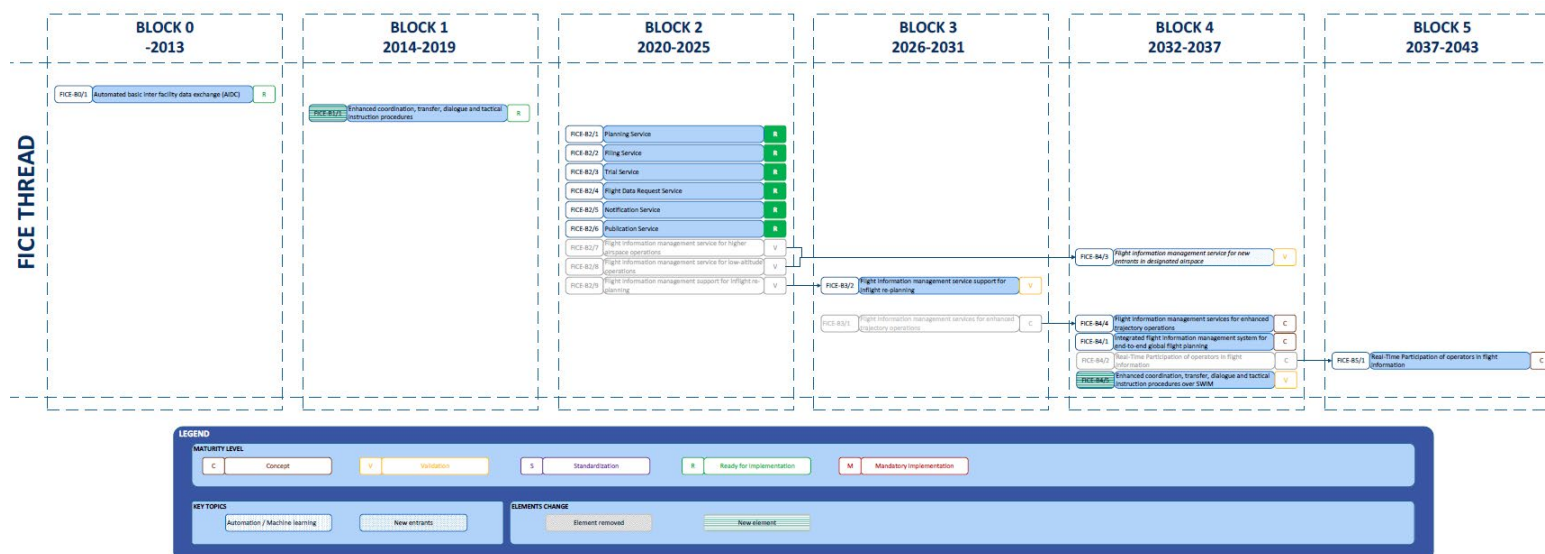 BLOCK 0
-2013
BLOCK 1
2014-2019
BLOCK 2
2020-2025
BLOCK 3
2026-2031
BLOCK 4
2032-2037
BLOCK 5
2037-2043
FICE THREAD
FICE-B0/1 Automated basic inter facility data exchange (AIDC) R
FICE-B1/1 Enhanced coordination, transfer, dialogue and tactical
instruction procedures R
FICE-B2/1 Planning Service R
FICE-B2/2 Filing Service R
FICE-B2/3 Trial Service R
FICE-B2/4 Flight Data Request Service R
FICE-B2/5 Notification Service R
FICE-B2/6 Publication Service R
FICE-B2/7 Flight information management service for higher
airspace operations V
FICE-B2/8 Flight information management service for low-altitude
operations V
FICE-B2/9 Flight information management support for inflight re-
planning V
FICE-B3/2 Flight information management service support for
inflight re-planning V
FICE-B3/1 Flight information management services for enhanced
trajectory operations C
FICE-B4/3 Flight information management service for new
entrants in designated airspace V
FICE-B4/4 Flight information management services for enhanced
trajectory operations C
FICE-B4/1 Integrated flight information management system for
end-to-end global flight planning C
FICE-B4/2 Real-Time Participation of operators in flight
information C
FICE-B4/5 Enhanced coordination, transfer, dialogue and tactical
instruction procedures over SWIM V
FICE-B5/1 Real-Time Participation of operators in flight
information C
LEGEND
MATURITY LEVEL
C Concept
V Validation
S Standardization
R Ready for implementation
M Mandatory Implementation
KEY TOPICS
Automation / Machine learning
New entrants
ELEMENTS CHANGE
Element removed
New element